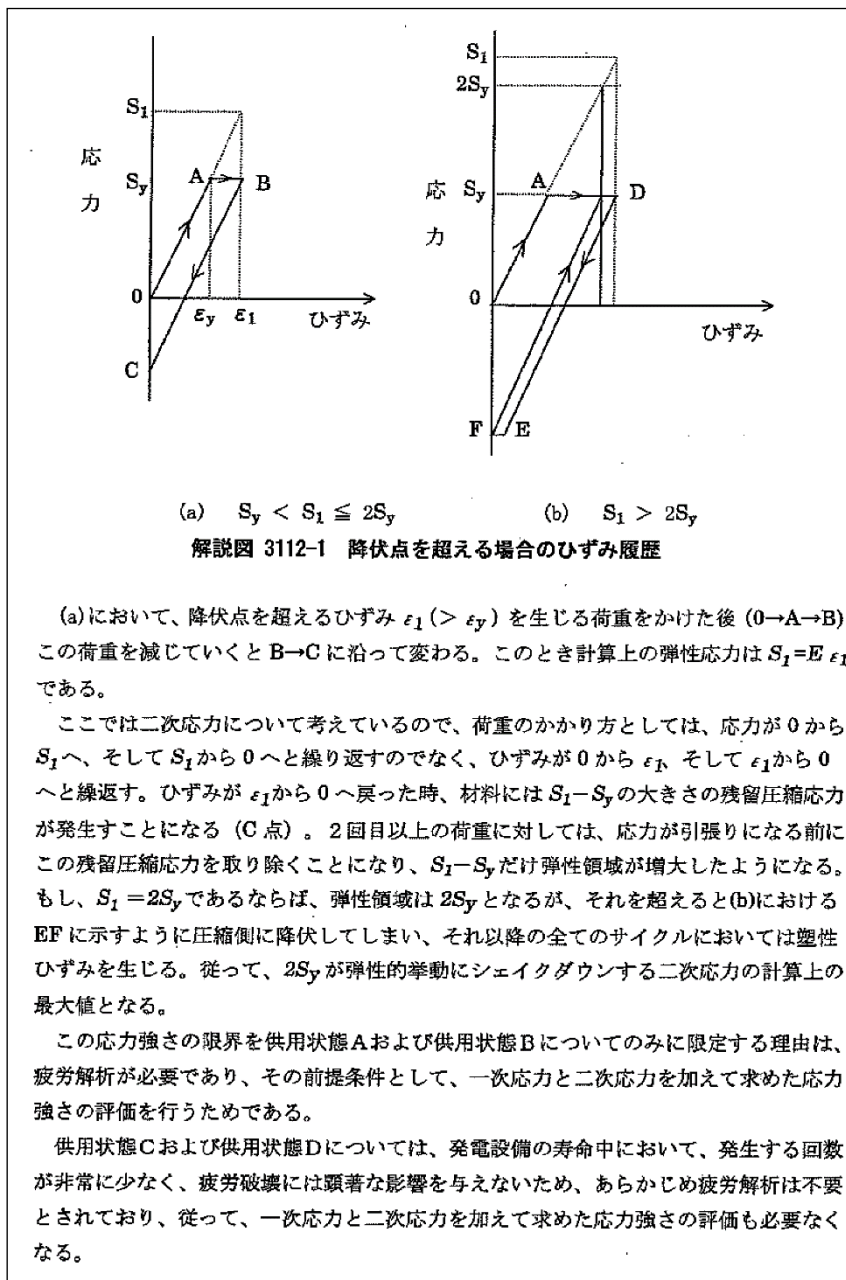 S₁
2Sy
S₁
応
力
Sy
A
B
0
εy
ε₁
ひずみ
C
応
力
Sy
A
D
0
ひずみ
F
E
(a) Sy < S₁ ≦ 2Sy
(b) S₁ > 2Sy
解説図 3112-1 降伏点を超える場合のひずみ履歴
(a)において、降伏点を超えるひずみ ε₁ (> εy) を生じる荷重をかけた後 (0→A→B)
この荷重を減じていくと B→C に沿って変わる。このとき計算上の弾性応力は S₁=E ε₁
である。
ここでは二次応力について考えているので、荷重のかかり方としては、応力が 0 から
S₁へ、そして S₁から 0 へと繰り返すのでなく、ひずみが 0 から ε₁、そして ε₁から 0
へと繰返す。ひずみが ε₁から 0 へ戻った時、材料には S₁−Sy の大きさの残留圧縮応力
が発生すことになる（C 点）。2回目以上の荷重に対しては、応力が引張りになる前に
この残留圧縮応力を取り除くことになり、S₁−Sy だけ弾性領域が増大したようになる。
もし、S₁ =2Sy であるならば、弾性領域は 2Sy となるが、それを超えると(b)における
EF に示すように圧縮側に降伏してしまい、それ以降の全てのサイクルにおいては塑性
ひずみを生じる。従って、2Sy が弾性的挙動にシェイクダウンする二次応力の計算上の
最大値となる。
この応力強さの限界を供用状態Aおよび供用状態Bについてのみに限定する理由は、
疲労解析が必要であり、その前提条件として、一次応力と二次応力を加えて求めた応力
強さの評価を行うためである。
供用状態Cおよび供用状態Dについては、発電設備の寿命中において、発生する回数
が非常に少なく、疲労破壊には顕著な影響を与えないため、あらかじめ疲労解析は不要
とされており、従って、一次応力と二次応力を加えて求めた応力強さの評価も必要なく
なる。